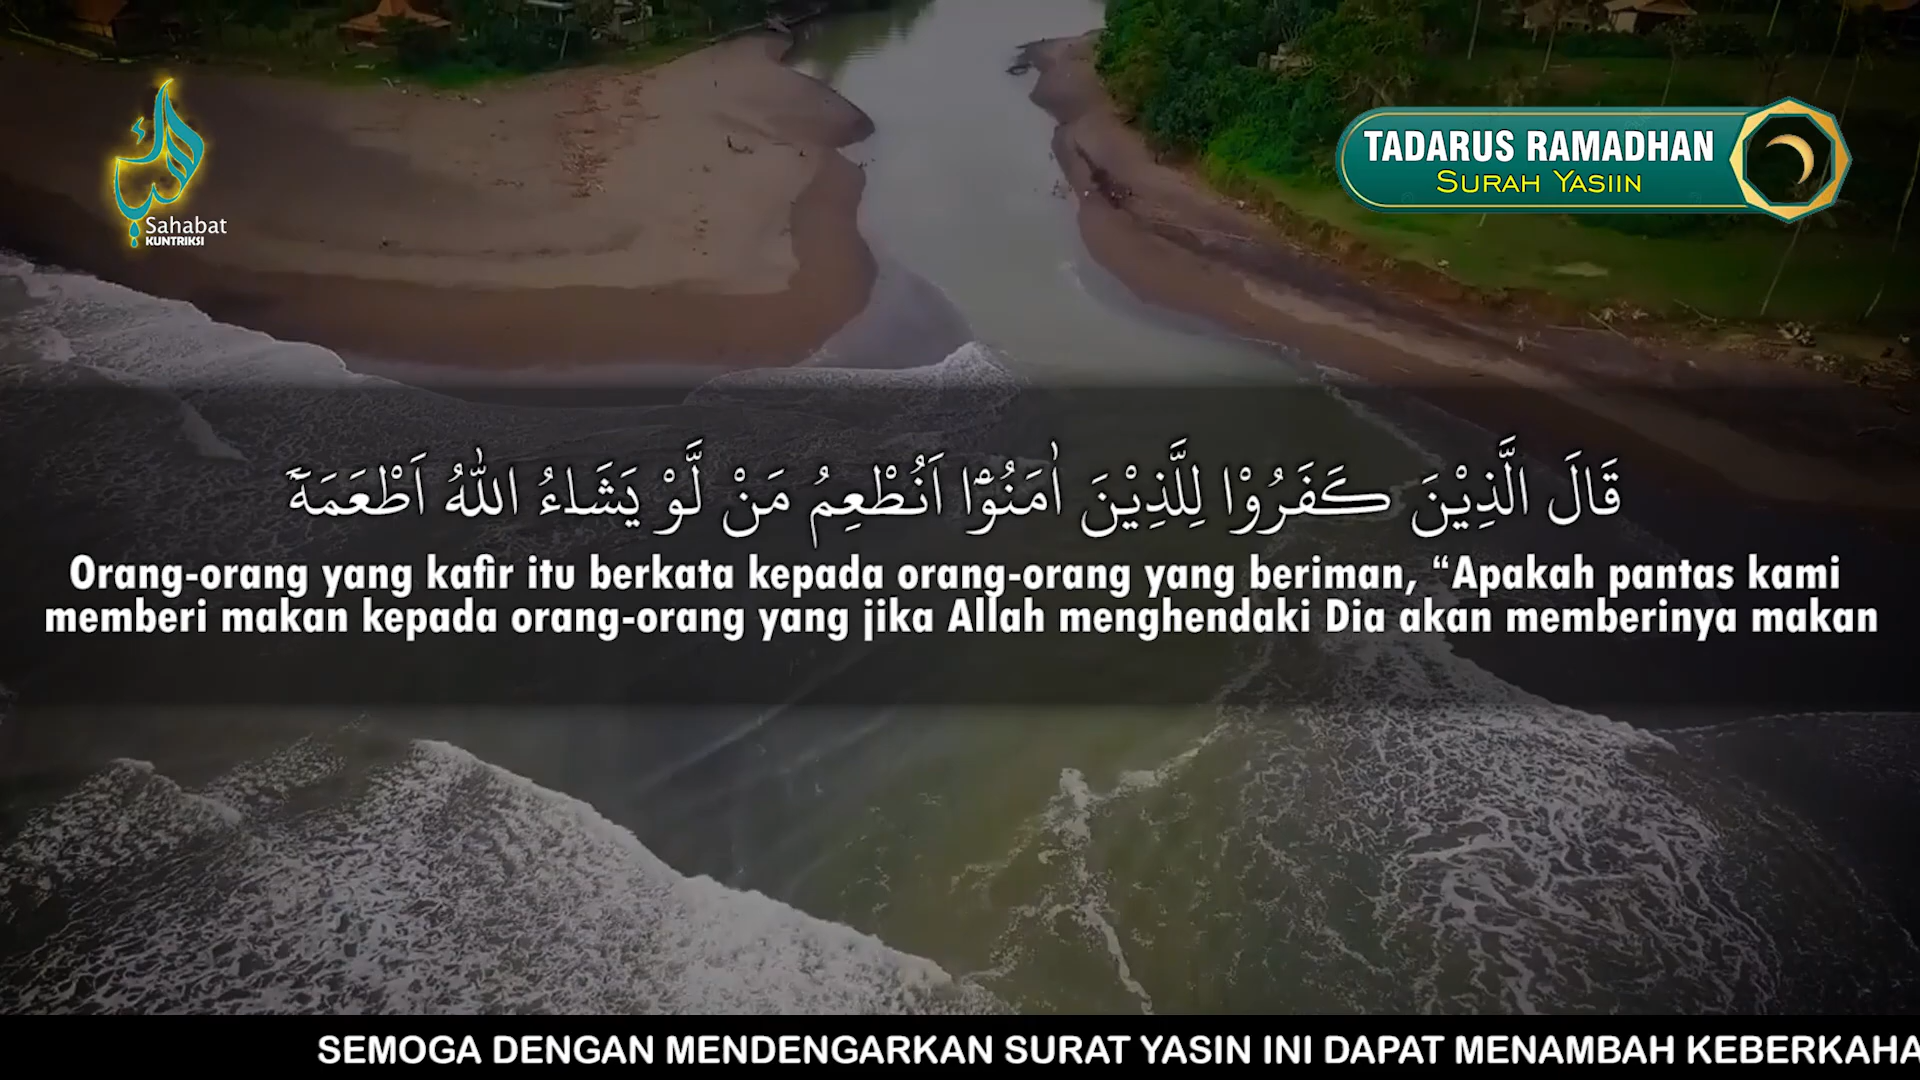 Sahabat
KUNTRIKSI
TADARUS RAMADHAN
SURAH YASIIN
قَالَ الَّذِيْنَ كَفَرُوْا لِلَّذِيْنَ اٰمَنُوْٓا اَنُطْعِمُ مَنْ لَّوْ يَشَاۤءُ اللّٰهُ اَطْعَمَهٗٓ
Orang-orang yang kafir itu berkata kepada orang-orang yang beriman, “Apakah pantas kami
memberi makan kepada orang-orang yang jika Allah menghendaki Dia akan memberinya makan
SEMOGA DENGAN MENDENGARKAN SURAT YASIN INI DAPAT MENAMBAH KEBERKAHA